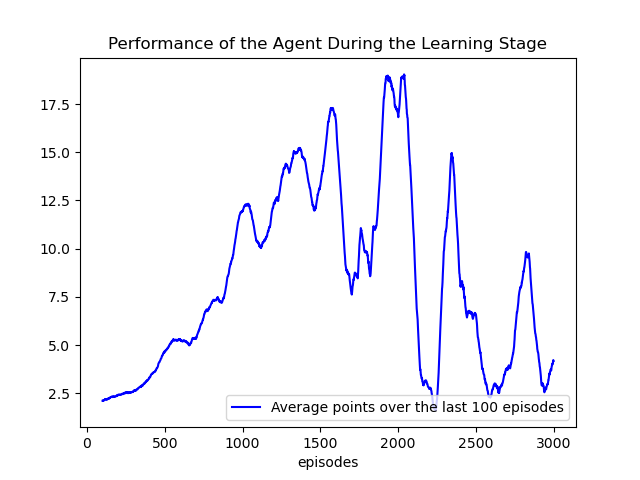 Performance of the Agent During the Learning Stage
17.5
15.0
12.5
10.0
7.5
5.0
2.5
Average points over the last 100 episodes
0 500 1000 1500 2000 2500 3000
episodes